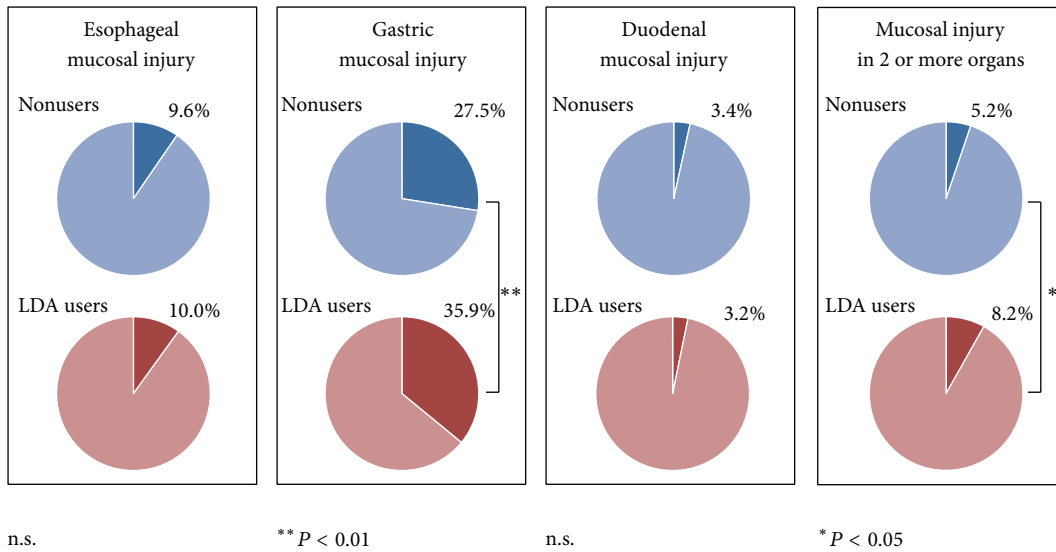 Esophageal
mucosal injury
Nonusers
9.6%
LDA users
10.0%
n.s.
Gastric
mucosal injury
Nonusers
27.5%
LDA users
35.9%
**
** P < 0.01
Duodenal
mucosal injury
Nonusers
3.4%
LDA users
3.2%
n.s.
Mucosal injury
in 2 or more organs
Nonusers
5.2%
LDA users
8.2%
*
* P < 0.05